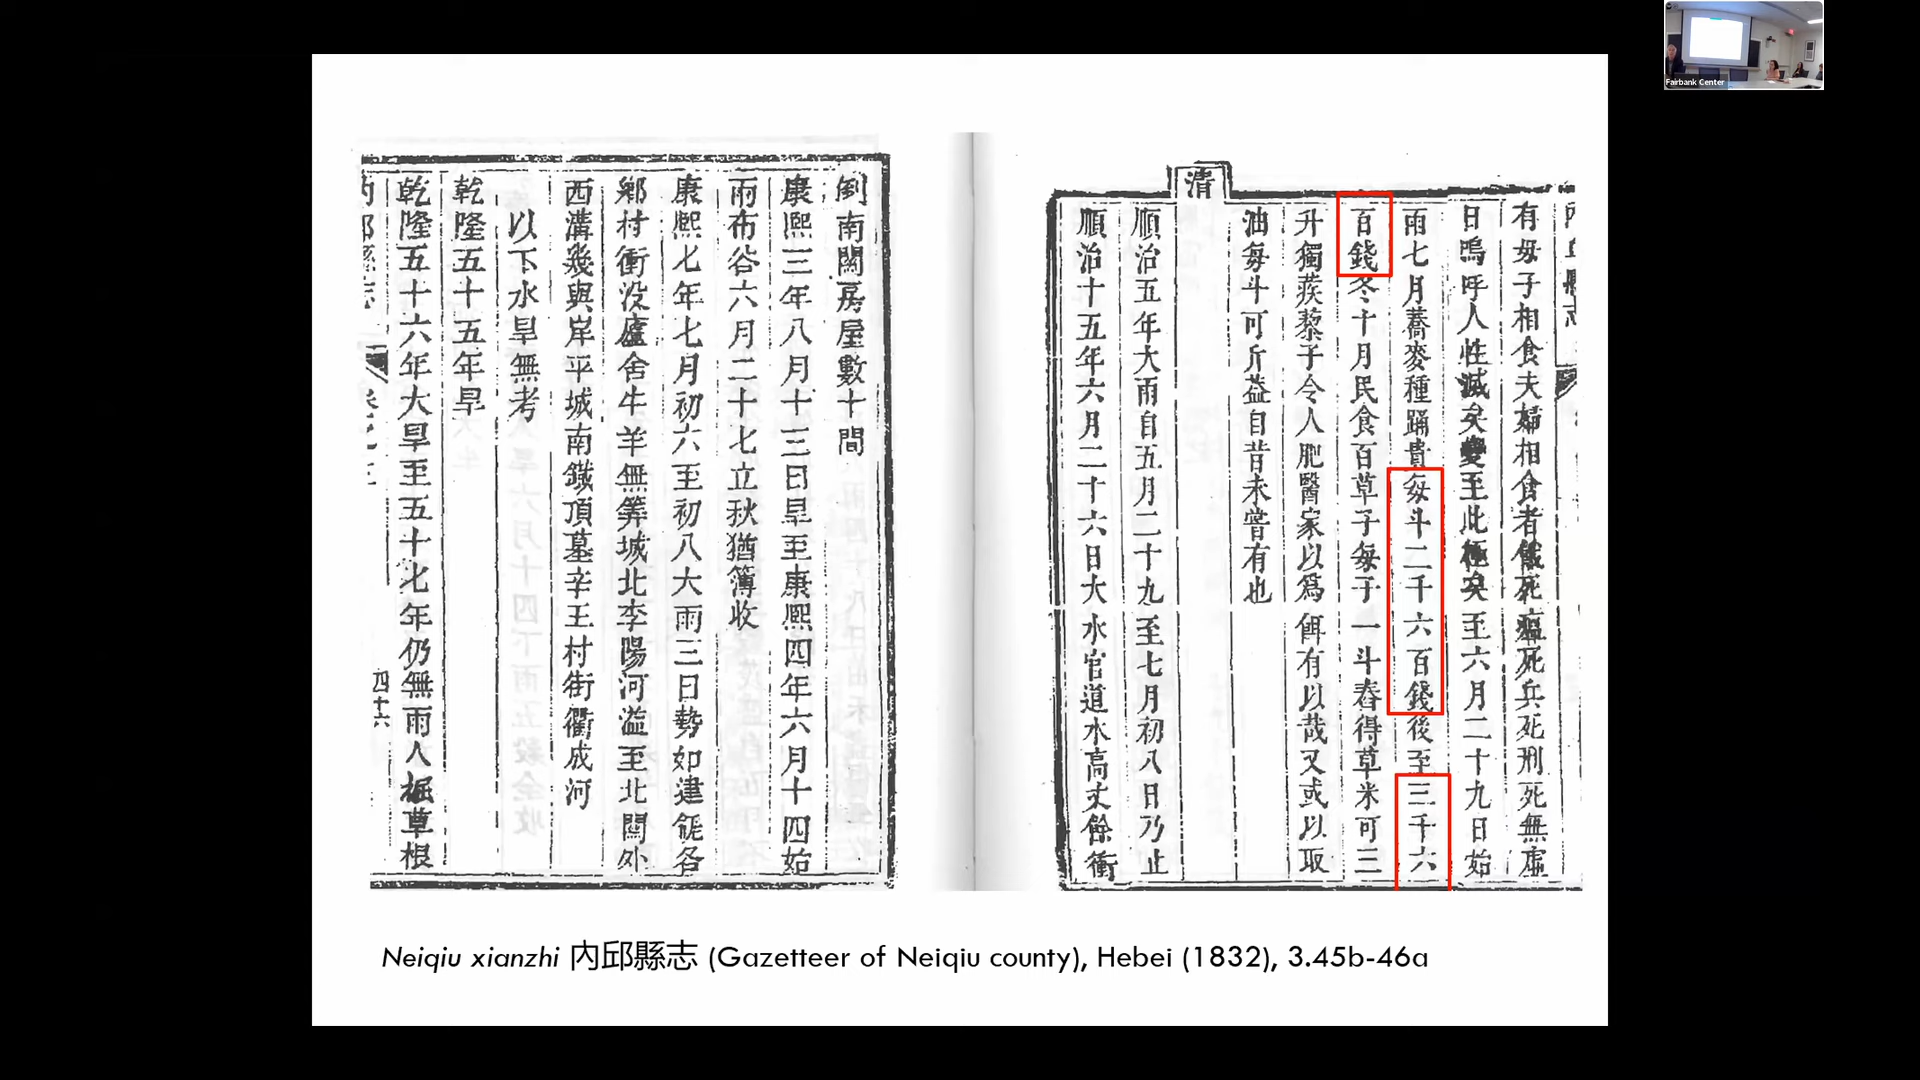 有毋子相食夫婦相食者餓死瘟死兵死刑死無虛
日嗚呼人性滅矣變至此極矣至六月二十九日始
雨七月蕎麥種踊貴每斗二千六百錢後至三千六
百錢冬十月民食百草子每子一斗舂得草米可三
升獨蒺藜子令人肥醫家以為餌有以哉又或以取
油每斗可斤益自昔未嘗有也
清
順治五年大雨自五月二十九至七月初八日乃止
順治十五年六月二十六日大水官道水高丈餘衝
倒南關房屋數十間
康熙三年八月十三日旱至康熙四年六月十四始
雨布谷六月二十七立秋猶簿收
康熙七年七月初六至初八大雨三日勢如建瓴各
鄉村衝沒廬舍牛羊無筭城北李陽河溢至北關外
西溝幾與岸平城南鐵頂墓辛王村街衢成河
以下水旱無考
乾隆五十五年旱
乾隆五十六年大旱至五十七年仍無雨人掘草根
四十六
Neiqiu xianzhi 內邱縣志 (Gazetteer of Neiqiu county), Hebei (1832), 3.45b-46a
Fairbank Center